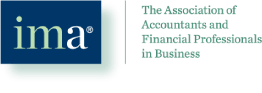 ima®
The Association of
Accountants and
Financial Professionals
in Business